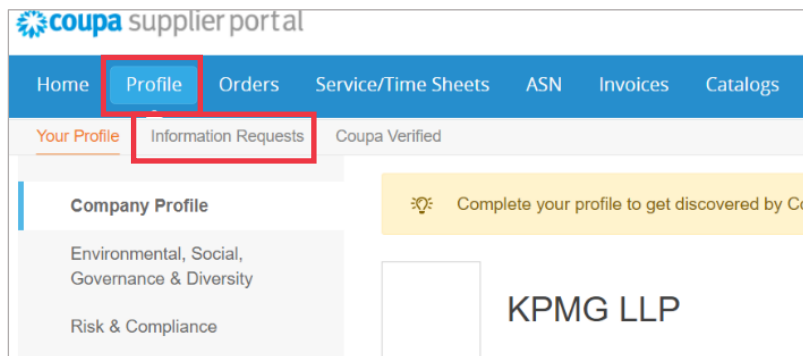 coupa supplier portal
Home Profile Orders Service/Time Sheets ASN Invoices Catalogs
Your Profile Information Requests Coupa Verified
Company Profile
Complete your profile to get discovered by Co
Environmental, Social,
Governance & Diversity
KPMG LLP
Risk & Compliance